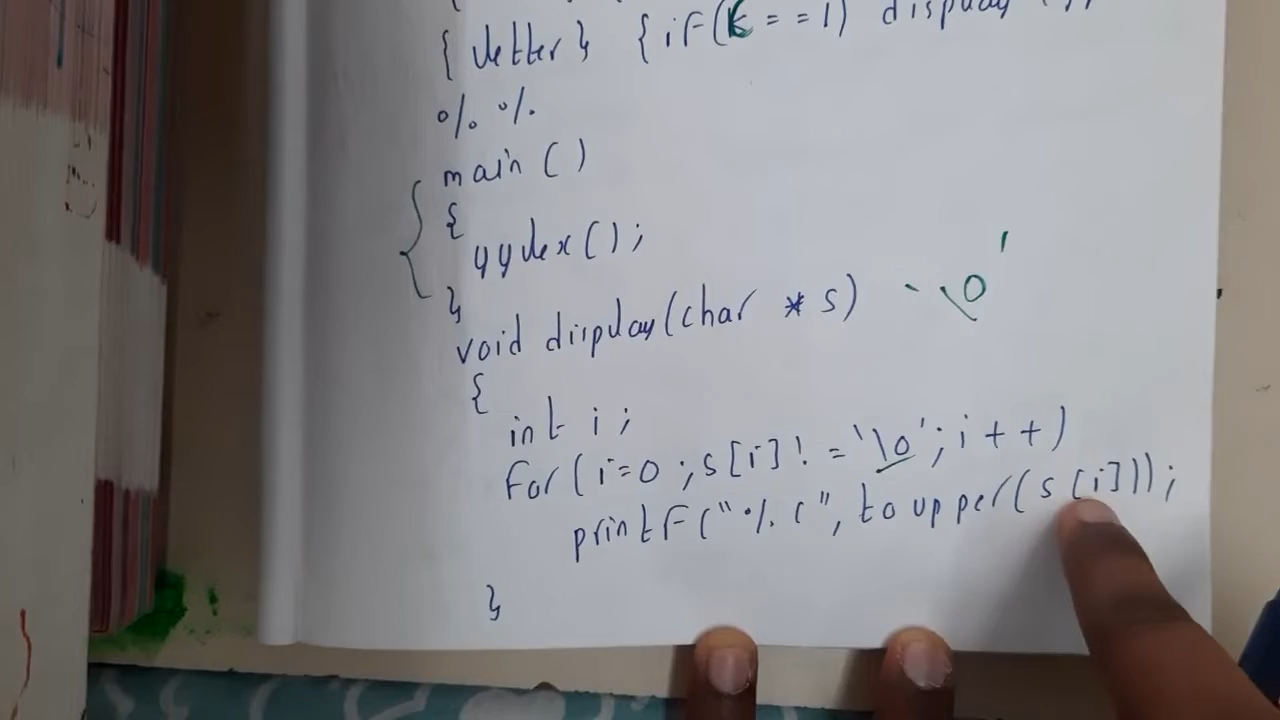 {letter} {if(k==1) display
%%
main()
{
yylex();
}
void display(char *s) '\0'
{
int i;
for(i=0;s[i]!='\0';i++)
printf("%c",toupper(s[i]));
}